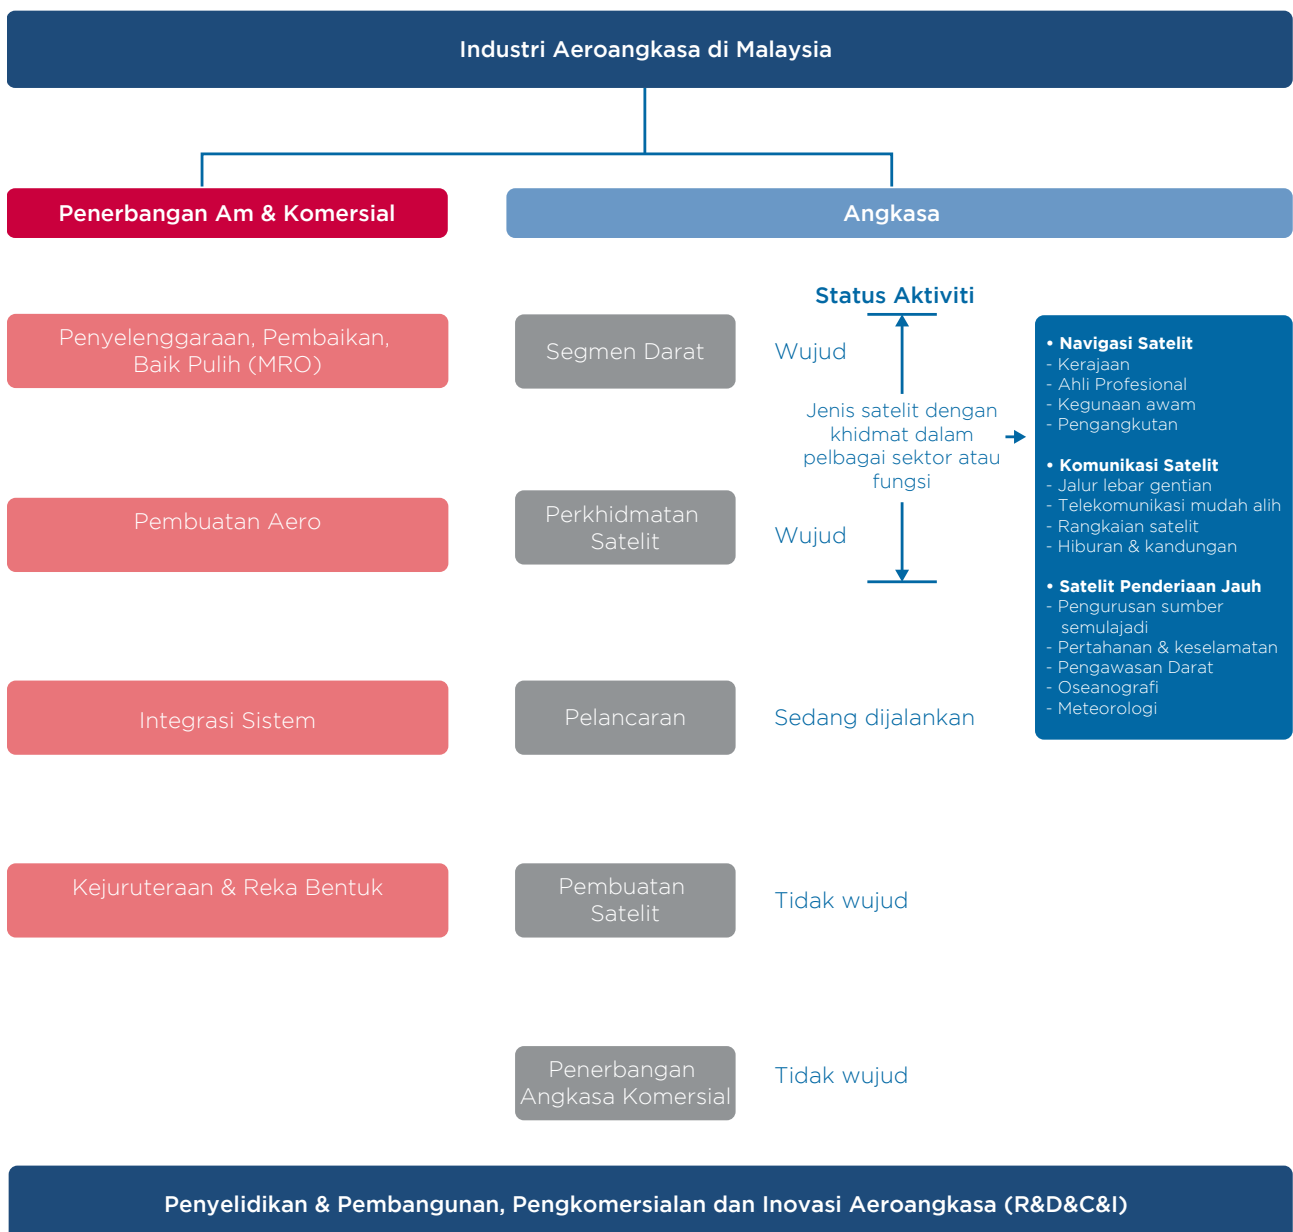 Industri Aeroangkasa di Malaysia
Penerbangan Am & Komersial
Angkasa
Penyelenggaraan, Pembaikan,
Baik Pulih (MRO)
Pembuatan Aero
Integrasi Sistem
Kejuruteraan & Reka Bentuk
Segmen Darat
Perkhidmatan
Satelit
Pelancaran
Pembuatan
Satelit
Penerbangan
Angkasa Komersial
Status Aktiviti
Wujud
Jenis satelit dengan
khidmat dalam
pelbagai sektor atau
fungsi
Wujud
Sedang dijalankan
Tidak wujud
Tidak wujud
• Navigasi Satelit
- Kerajaan
- Ahli Profesional
- Kegunaan awam
- Pengangkutan
• Komunikasi Satelit
- Jalur lebar gentian
- Telekomunikasi mudah alih
- Rangkaian satelit
- Hiburan & kandungan
• Satelit Penderiaan Jauh
- Pengurusan sumber
semulajadi
- Pertahanan & keselamatan
- Pengawasan Darat
- Oseanografi
- Meteorologi
Penyelidikan & Pembangunan, Pengkomersialan dan Inovasi Aeroangkasa (R&D&C&I)